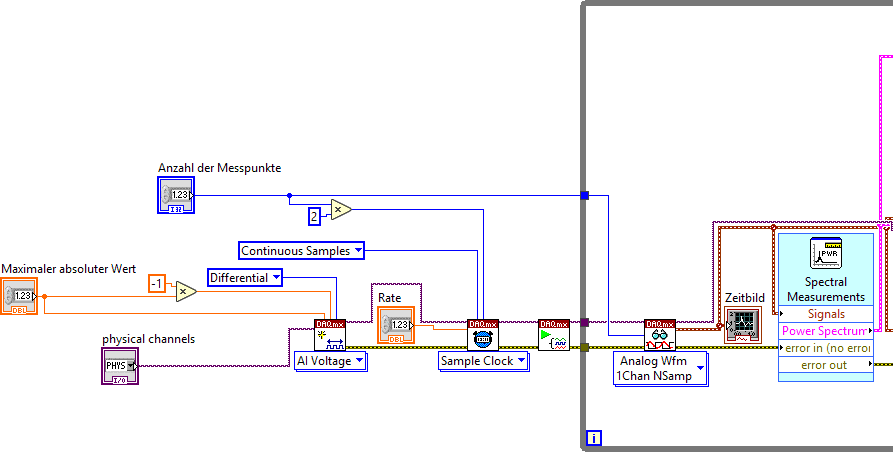 Anzahl der Messpunkte
1.23
I32
2
×
Continuous Samples
Maximaler absoluter Wert
1.23
DBL
-1
×
Differential
Rate
1.23
DBL
physical channels
PHYS
I/O
DAQmx
AI Voltage
DAQmx
Sample Clock
DAQmx
DAQmx
Analog Wfm
1Chan NSamp
Zeitbild
PWR
Spectral
Measurements
Signals
Power Spectrum
error in (no erro
error out
i